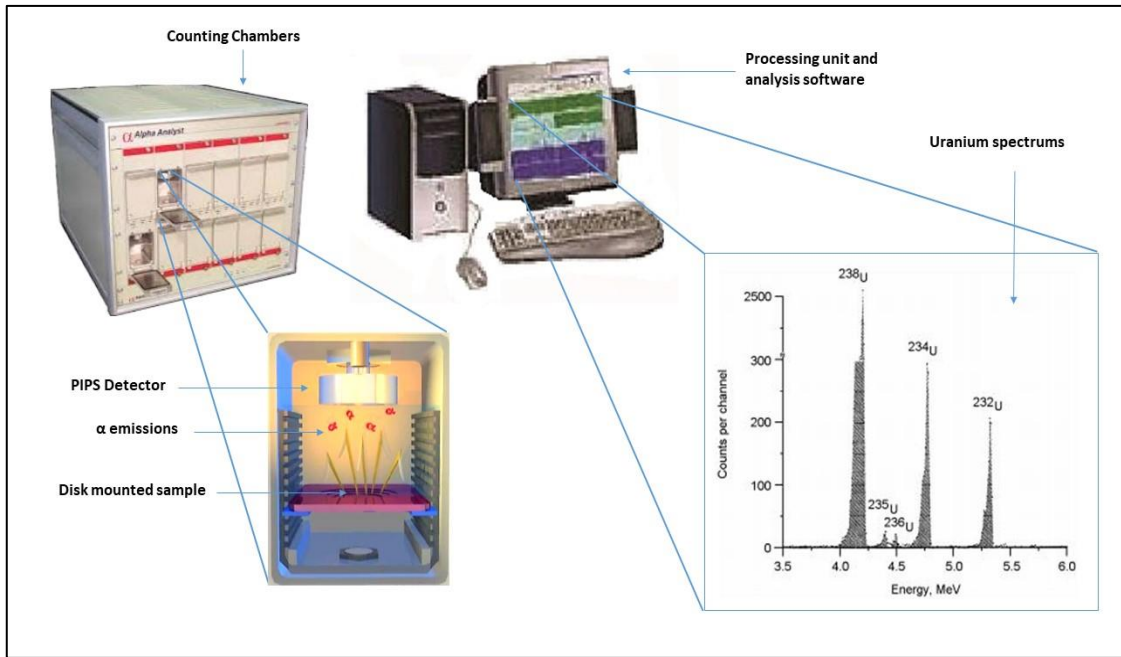 Counting Chambers
Processing unit and
analysis software
Uranium spectrums
α Alpha Analyst
PIPS Detector
α emissions
Disk mounted sample
α α α α α
238U
234U
232U
235U
236U
2500
300
200
100
0
Counts per channel
3.5 4.0 4.5 5.0 5.5 6.0
Energy, MeV